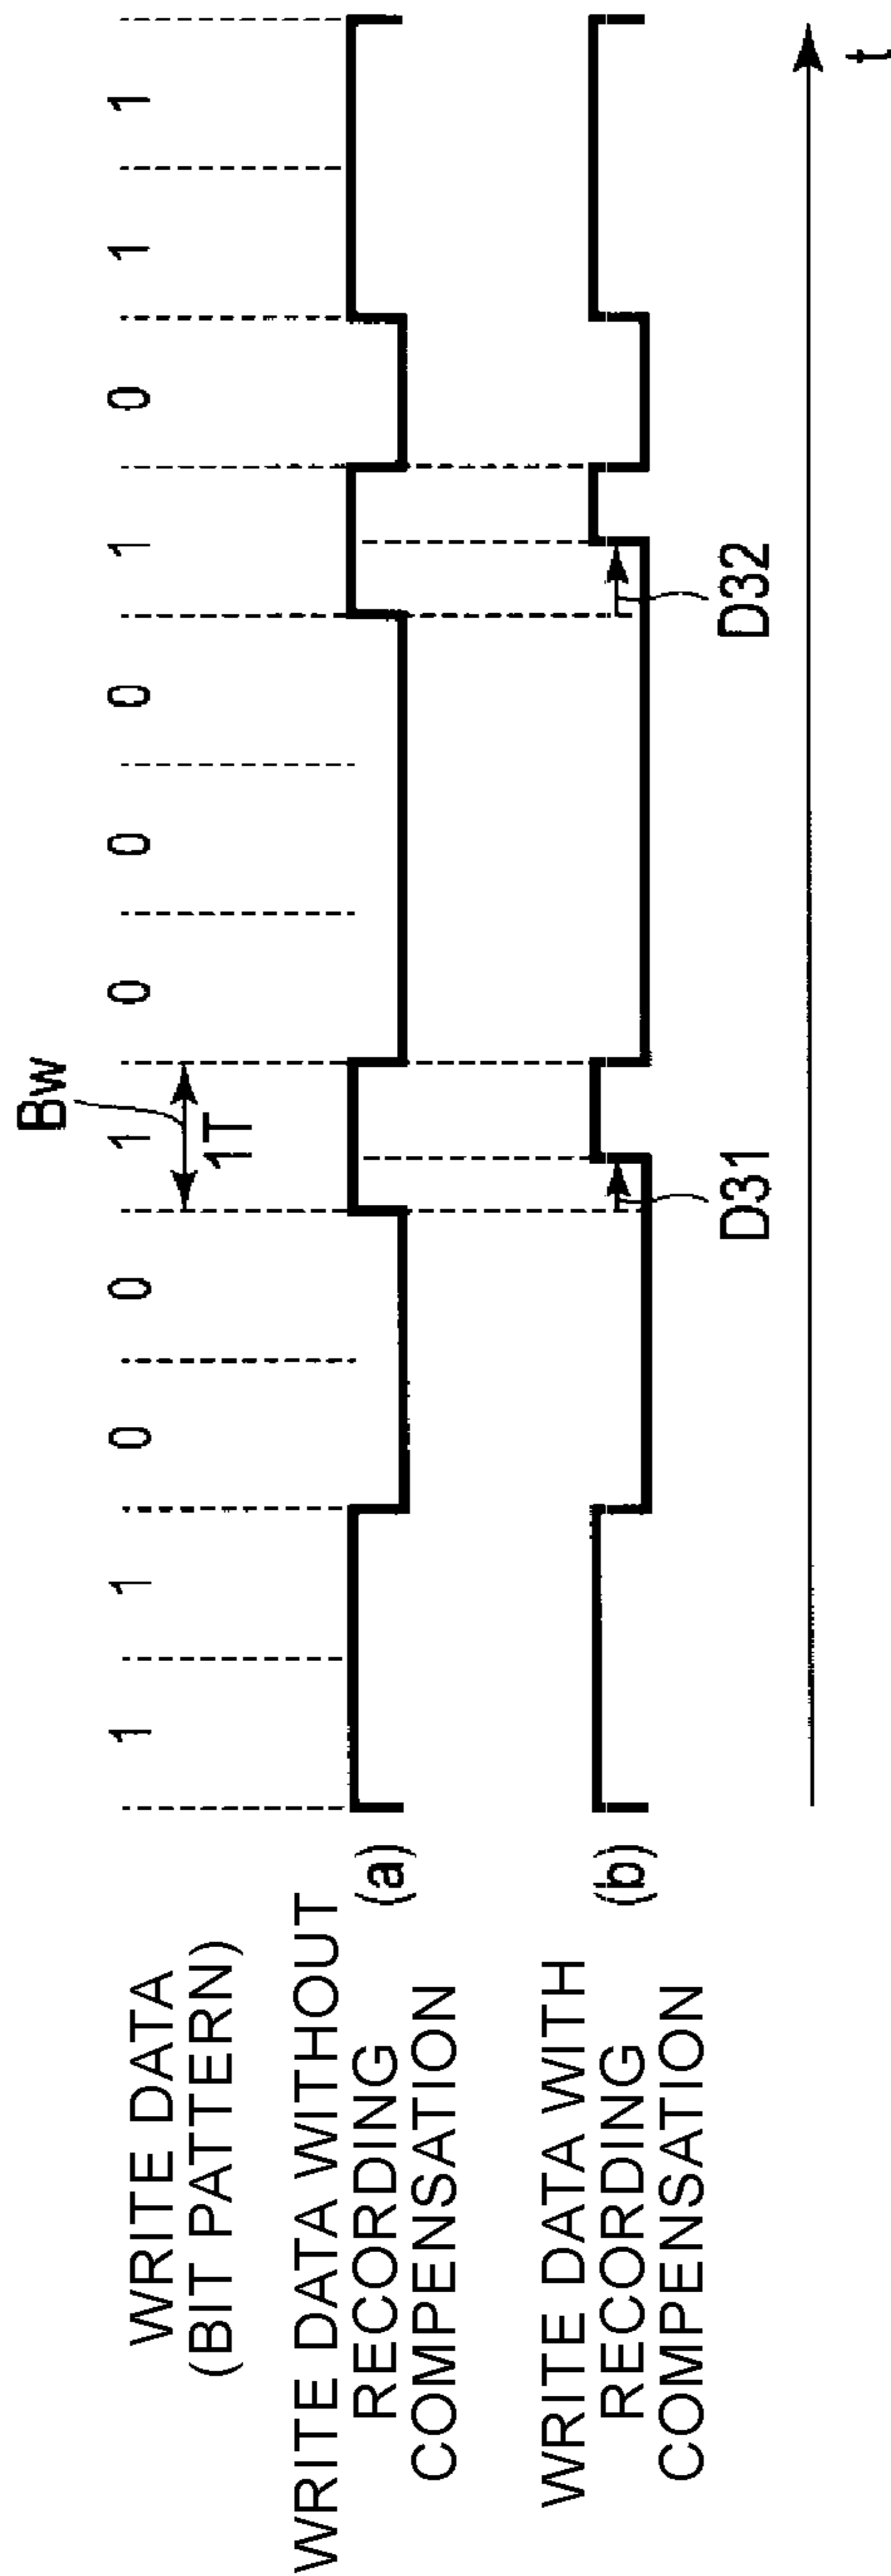 Bw
WRITE DATA
(BIT PATTERN)
1 1 0 0 1 0 0 0 1 0 1 1
1T
WRITE DATA WITHOUT
RECORDING
COMPENSATION
(a)
WRITE DATA WITH
RECORDING
COMPENSATION
(b)
D31
D32
t